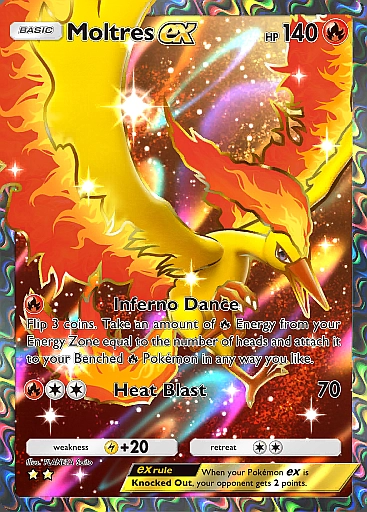 BASIC Moltres ex HP 140
Inferno Dance
Flip 3 coins. Take an amount of Energy from your
Energy Zone equal to the number of heads and attach it
to your Benched Pokémon in any way you like.
Heat Blast 70
weakness +20 retreat
Illus. PLANETA Saito
ex rule When your Pokémon ex is
Knocked Out, your opponent gets 2 points.